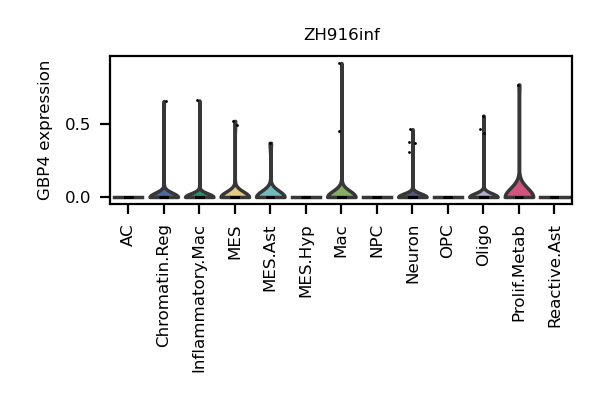 ZH916inf
GBP4 expression
0.5
0.0
AC
Chromatin.Reg
Inflammatory.Mac
MES
MES.Ast
MES.Hyp
Mac
NPC
Neuron
OPC
Oligo
Prolif.Metab
Reactive.Ast